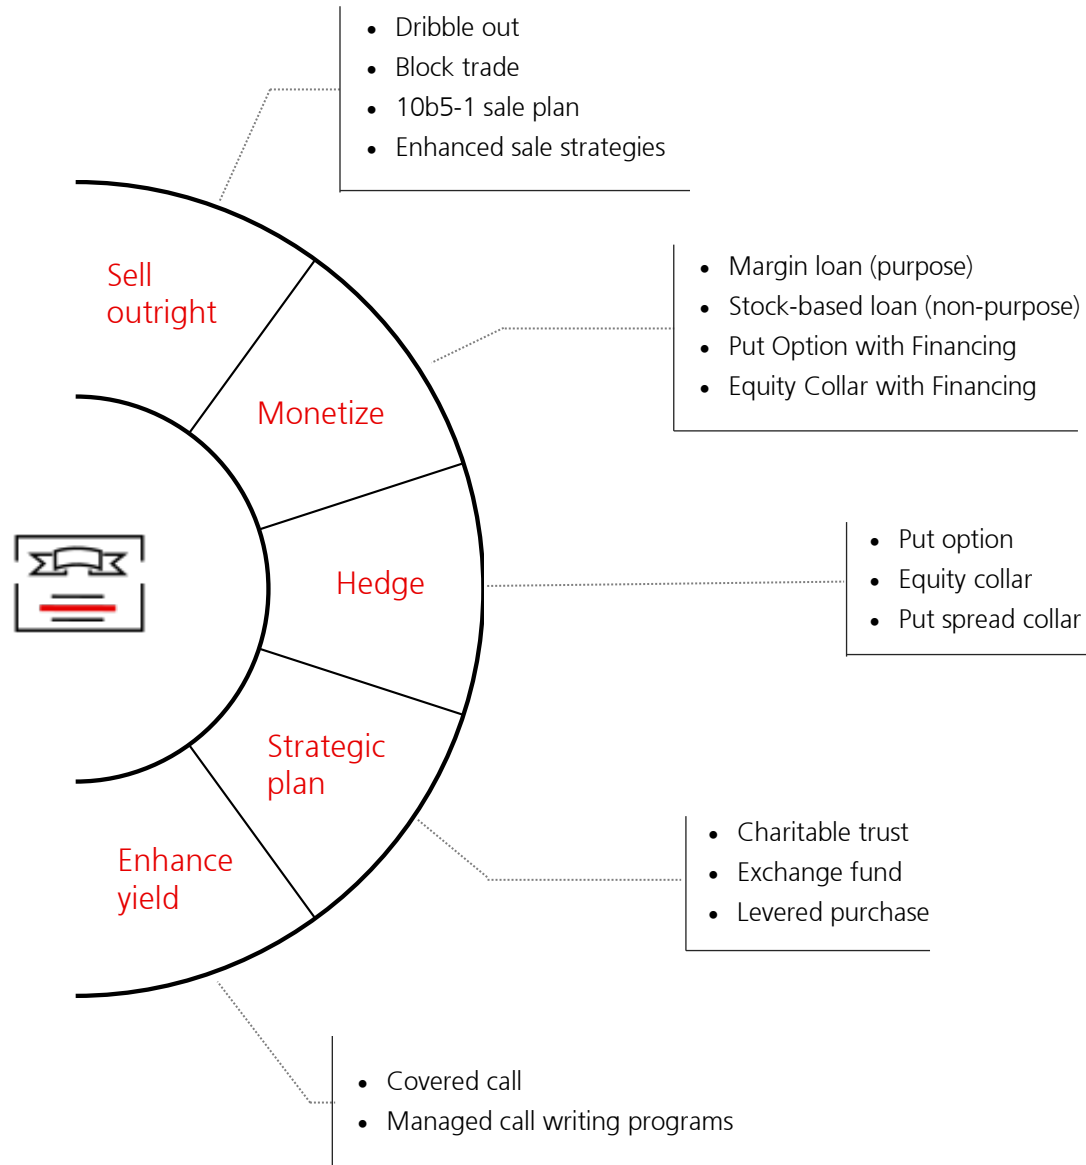 Dribble out
Block trade
10b5-1 sale plan
Enhanced sale strategies
Sell
outright
Margin loan (purpose)
Stock-based loan (non-purpose)
Put Option with Financing
Equity Collar with Financing
Monetize
Put option
Equity collar
Put spread collar
Hedge
Strategic
plan
Charitable trust
Exchange fund
Levered purchase
Enhance
yield
Covered call
Managed call writing programs